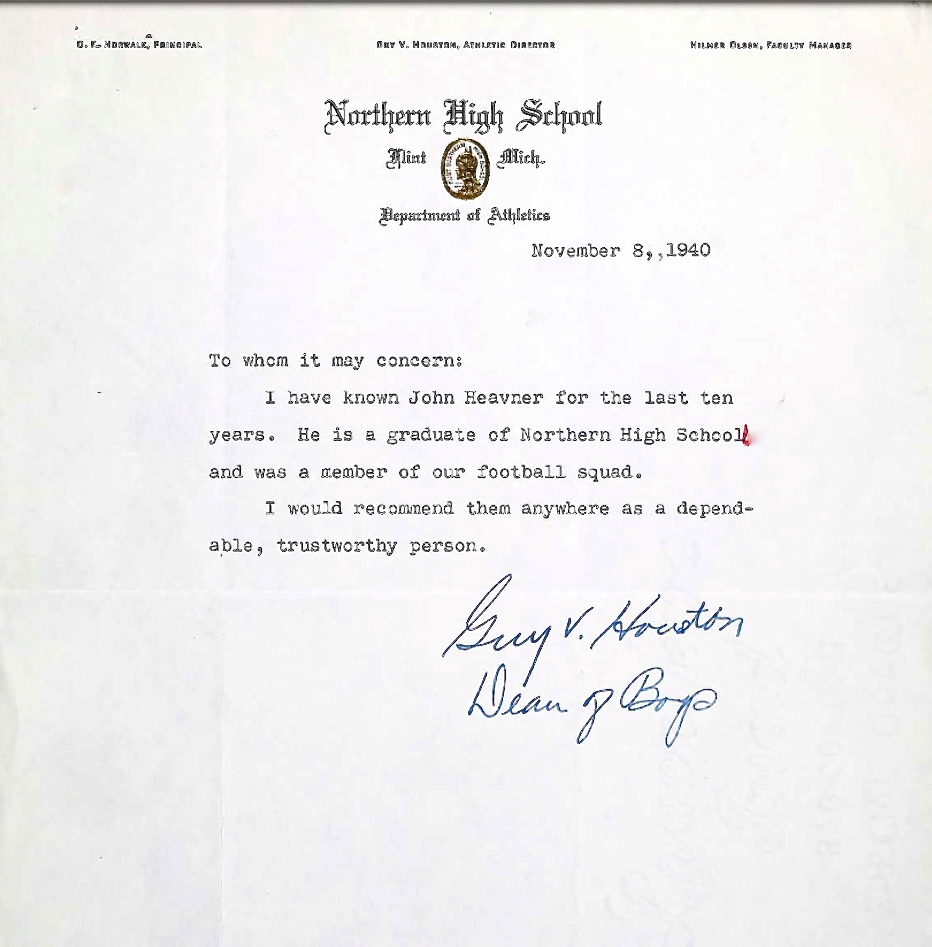 O. F. NORWALK, PRINCIPAL
GUY V. HOUSTON, ATHLETIC DIRECTOR
HILMER OLSEN, FACULTY MANAGER
Northern High School
Flint Mich.
Department of Athletics
November 8,,1940
To whom it may concern:
I have known John Heavner for the last ten
years. He is a graduate of Northern High School
and was a member of our football squad.
I would recommend them anywhere as a depend-
able, trustworthy person.
Guy V. Houston
Dean of Boys